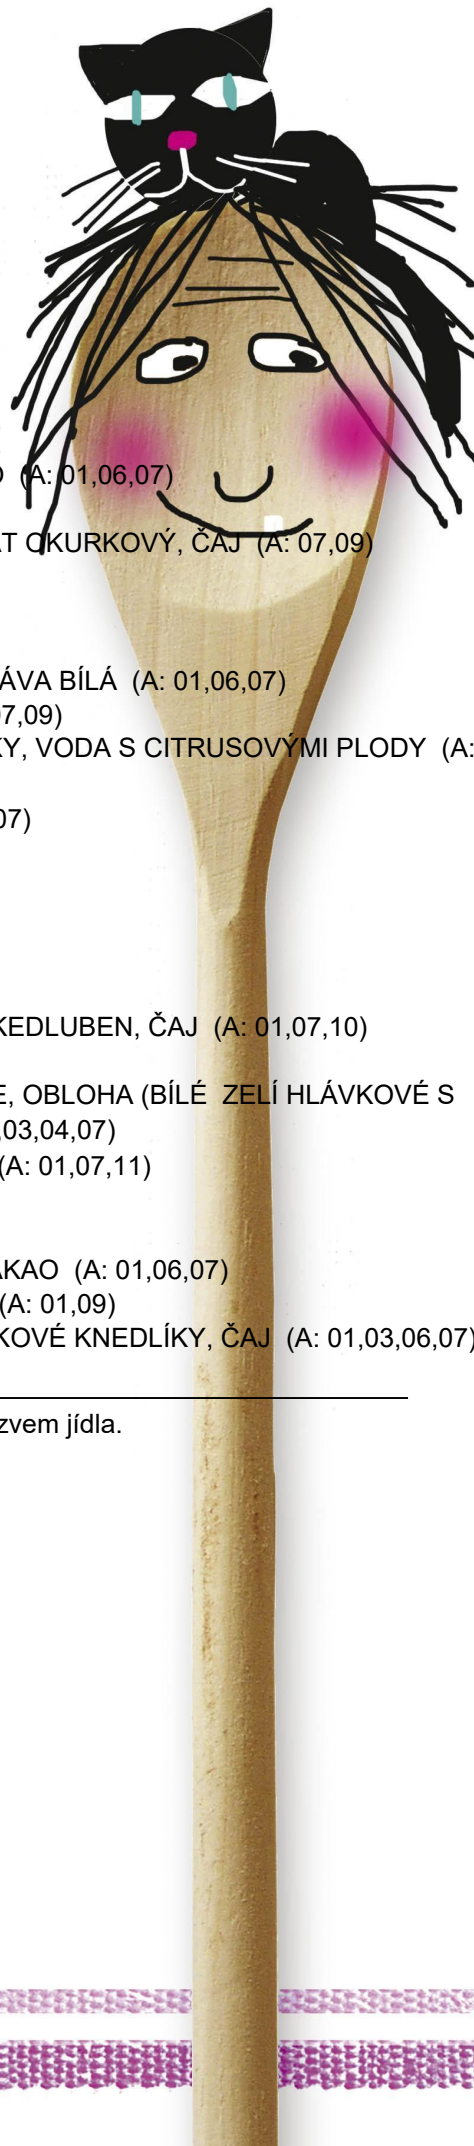 (A: 01,06,07)
OKURKOVÝ, ČAJ (A: 07,09)
BÍLÁ (A: 01,06,07)
07,09)
VODA S CITRUSOVÝMI PLODY (A:
07)
KEDLUBEN, ČAJ (A: 01,07,10)
OBLOHA (BÍLÉ ZELÍ HLÁVKOVÉ S
,03,04,07)
(A: 01,07,11)
AKAO (A: 01,06,07)
(A: 01,09)
KOVÉ KNEDLÍKY, ČAJ (A: 01,03,06,07)
zvem jídla.